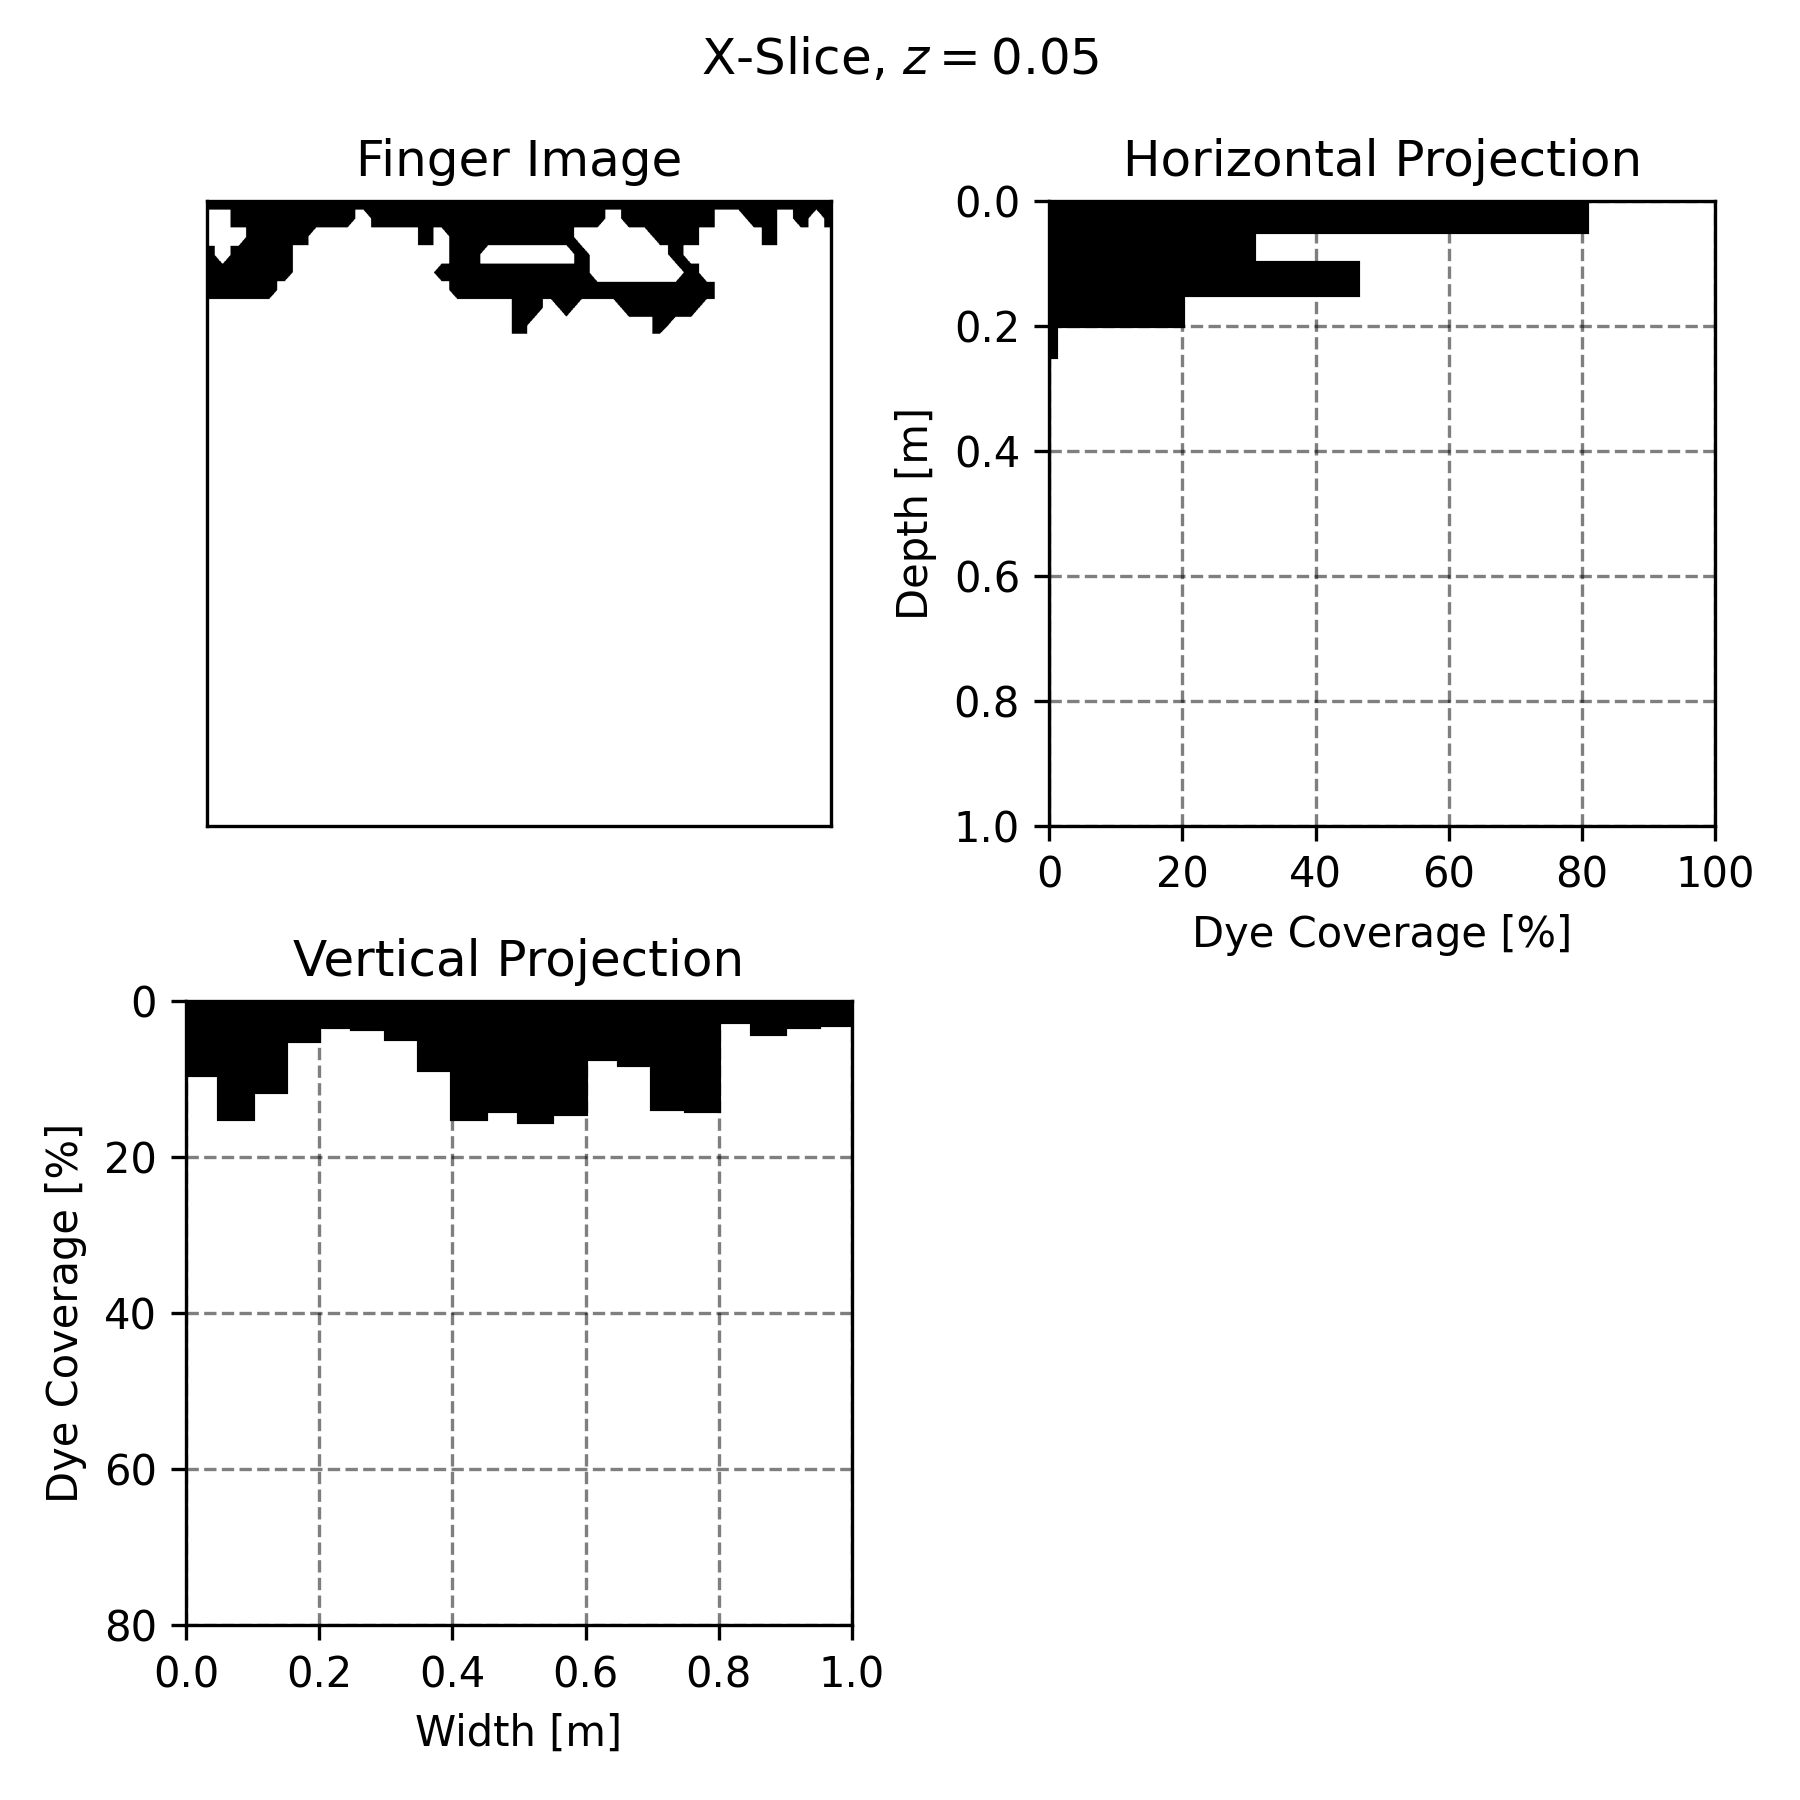 X-Slice, z = 0.05
Finger Image
Horizontal Projection
0.0
0.2
0.4
0.6
0.8
1.0
Depth [m]
0 20 40 60 80 100
Dye Coverage [%]
Vertical Projection
0
20
40
60
80
Dye Coverage [%]
0.0 0.2 0.4 0.6 0.8 1.0
Width [m]